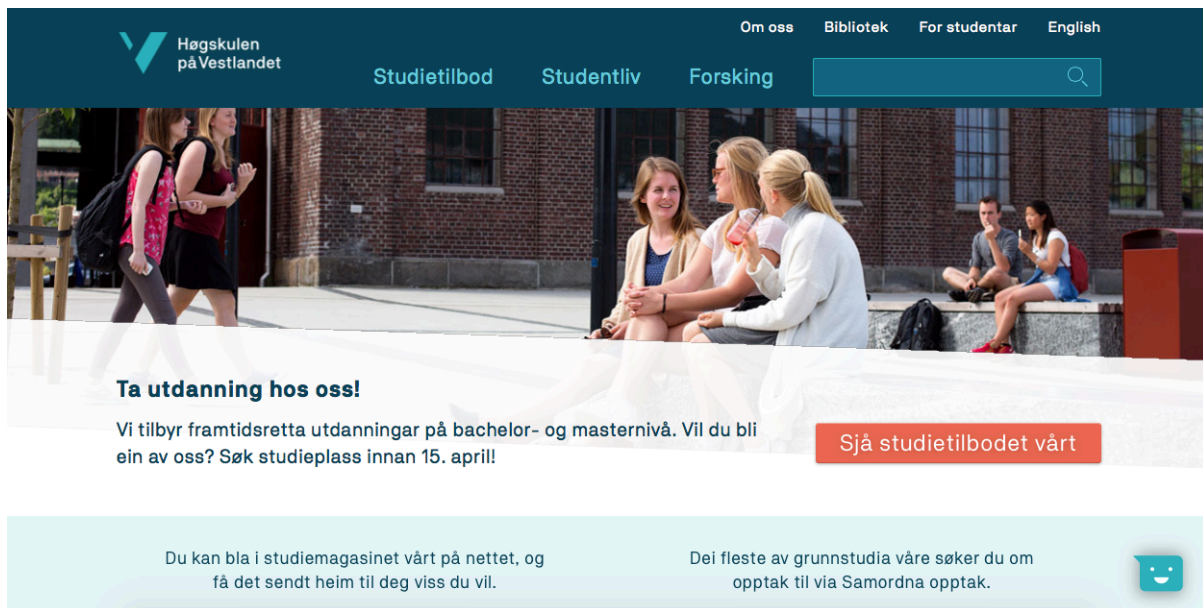 Om oss Bibliotek For studentar English
Høgskulen
på Vestlandet
Studietilbod Studentliv Forsking
Ta utdanning hos oss!
Vi tilbyr framtidsretta utdanningar på bachelor- og masternivå. Vil du bli
ein av oss? Søk studieplass innan 15. april!
Sjå studietilbodet vårt
Du kan bla i studiemagasinet vårt på nettet, og
få det sendt heim til deg viss du vil.
Dei fleste av grunnstudia våre søker du om
opptak til via Samordna opptak.